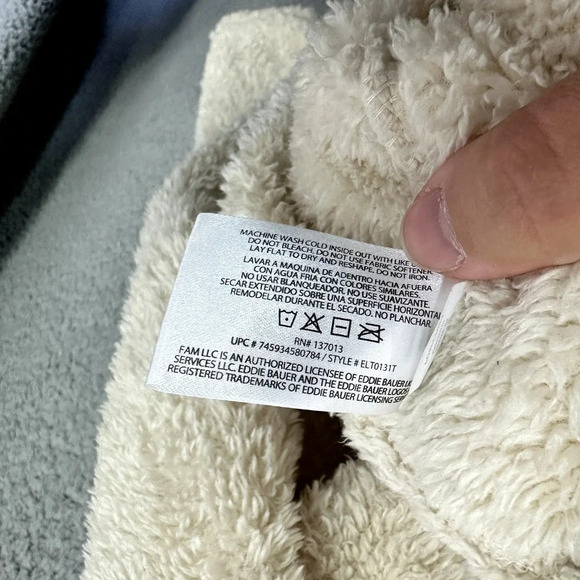 MACHINE WASH COLD INSIDE OUT WITH LIKE
DO NOT BLEACH. DO NOT USE FABRIC SOFTENER.
LAY FLAT TO DRY AND RESHAPE. DO NOT IRON.
LAVAR A MAQUINA DE ADENTRO HACIA AFUERA
CON AGUA FRIA CON COLORES SIMILARES.
NO USAR BLANQUEADOR. NO USE SUAVIZANTE.
SECAR EXTENDIDO SOBRE UNA SUPERFICIE HORIZONTAL
REMODELAR DURANTE EL SECADO. NO PLANCHAR.
RN# 137013
UPC # 745934580784 / STYLE # ELT0131T
FAM LLC IS AN AUTHORIZED LICENSEE OF EDDIE BAUER
SERVICES LLC. EDDIE BAUER AND THE EDDIE BAUER LOGO
REGISTERED TRADEMARKS OF EDDIE BAUER LICENSING